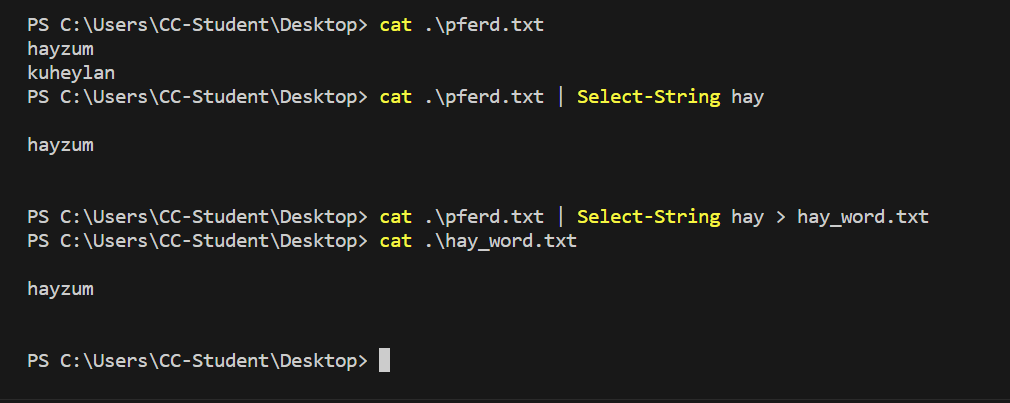 PS C:\Users\CC-Student\Desktop> cat .\pferd.txt
hayzum
kuheylan
PS C:\Users\CC-Student\Desktop> cat .\pferd.txt | Select-String hay
hayzum
PS C:\Users\CC-Student\Desktop> cat .\pferd.txt | Select-String hay > hay_word.txt
PS C:\Users\CC-Student\Desktop> cat .\hay_word.txt
hayzum
PS C:\Users\CC-Student\Desktop>